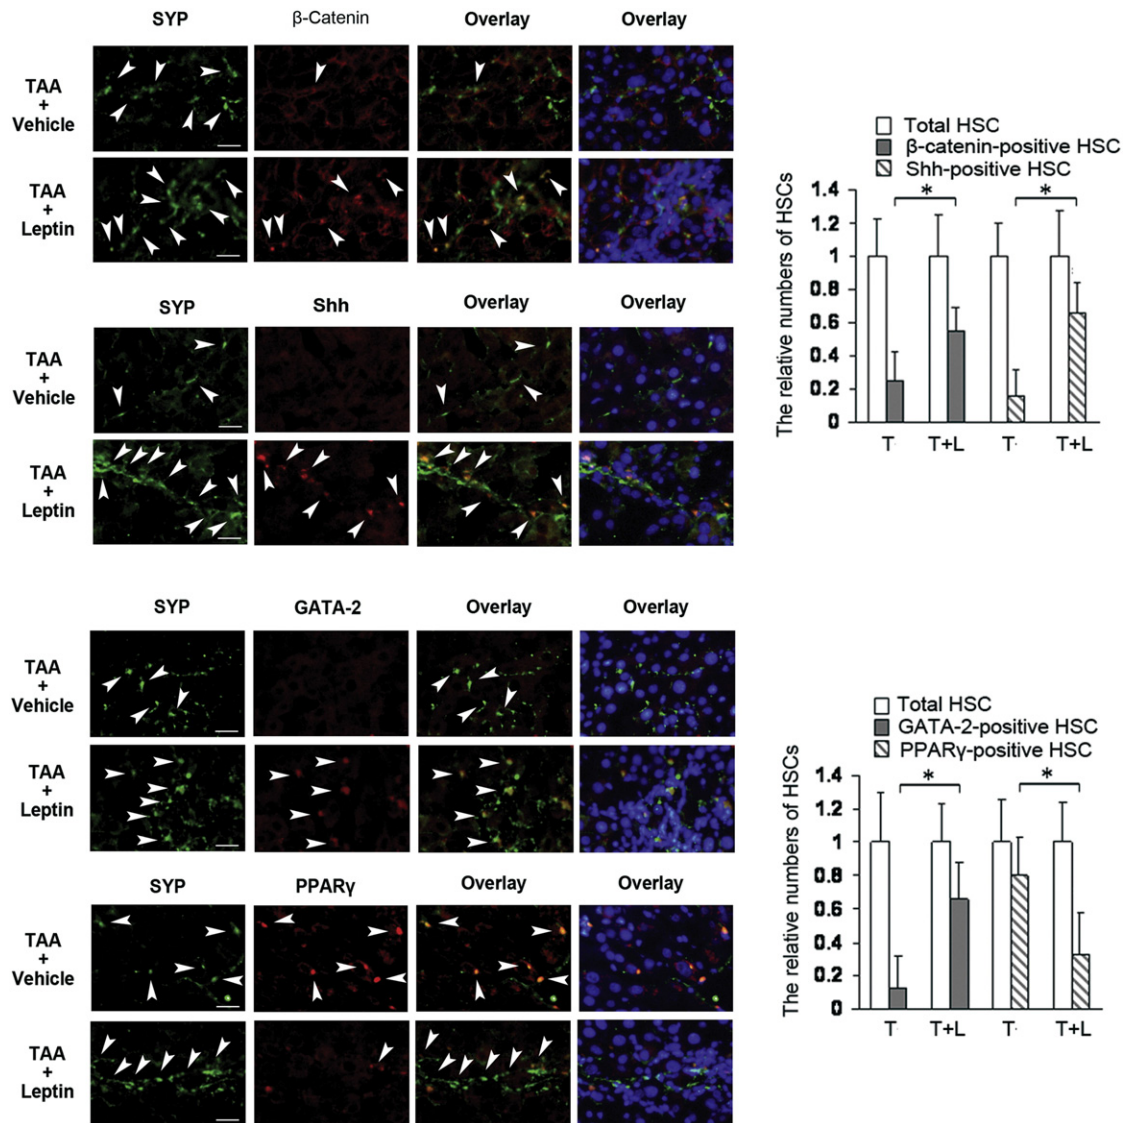 SYP β-Catenin Overlay Overlay
TAA
+
Vehicle
TAA
+
Leptin
SYP Shh Overlay Overlay
TAA
+
Vehicle
TAA
+
Leptin
Total HSC
β-catenin-positive HSC
Shh-positive HSC
The relative numbers of HSCs
1.4
1.2
1
0.8
0.6
0.4
0.2
0
* *
T T+L T T+L
SYP GATA-2 Overlay Overlay
TAA
+
Vehicle
TAA
+
Leptin
SYP PPARγ Overlay Overlay
TAA
+
Vehicle
TAA
+
Leptin
Total HSC
GATA-2-positive HSC
PPARγ-positive HSC
The relative numbers of HSCs
1.4
1.2
1
0.8
0.6
0.4
0.2
0
* *
T T+L T T+L